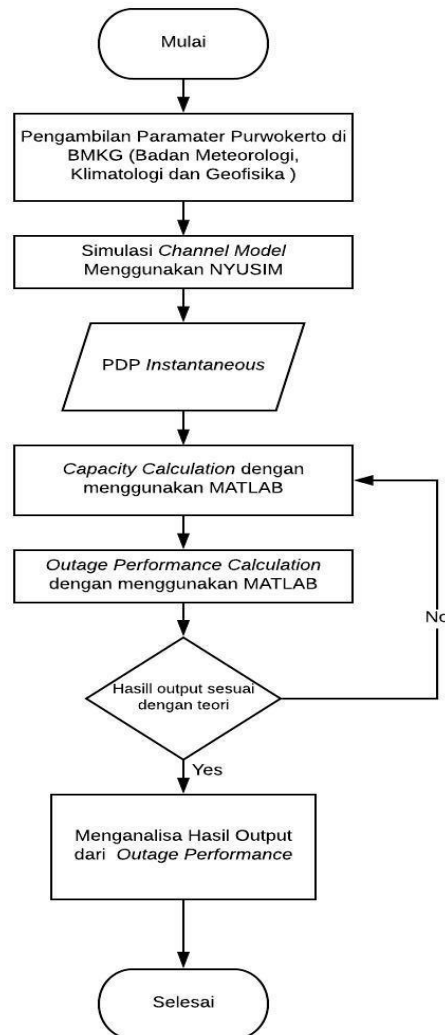 Mulai
Pengambilan Paramater Purwokerto di
BMKG (Badan Meteorologi,
Klimatologi dan Geofisika )
Simulasi Channel Model
Menggunakan NYUSIM
PDP Instantaneous
Capacity Calculation dengan
menggunakan MATLAB
Outage Performance Calculation
dengan menggunakan MATLAB
No
Hasill output sesuai
dengan teori
Yes
Menganalisa Hasil Output
dari Outage Performance
Selesai